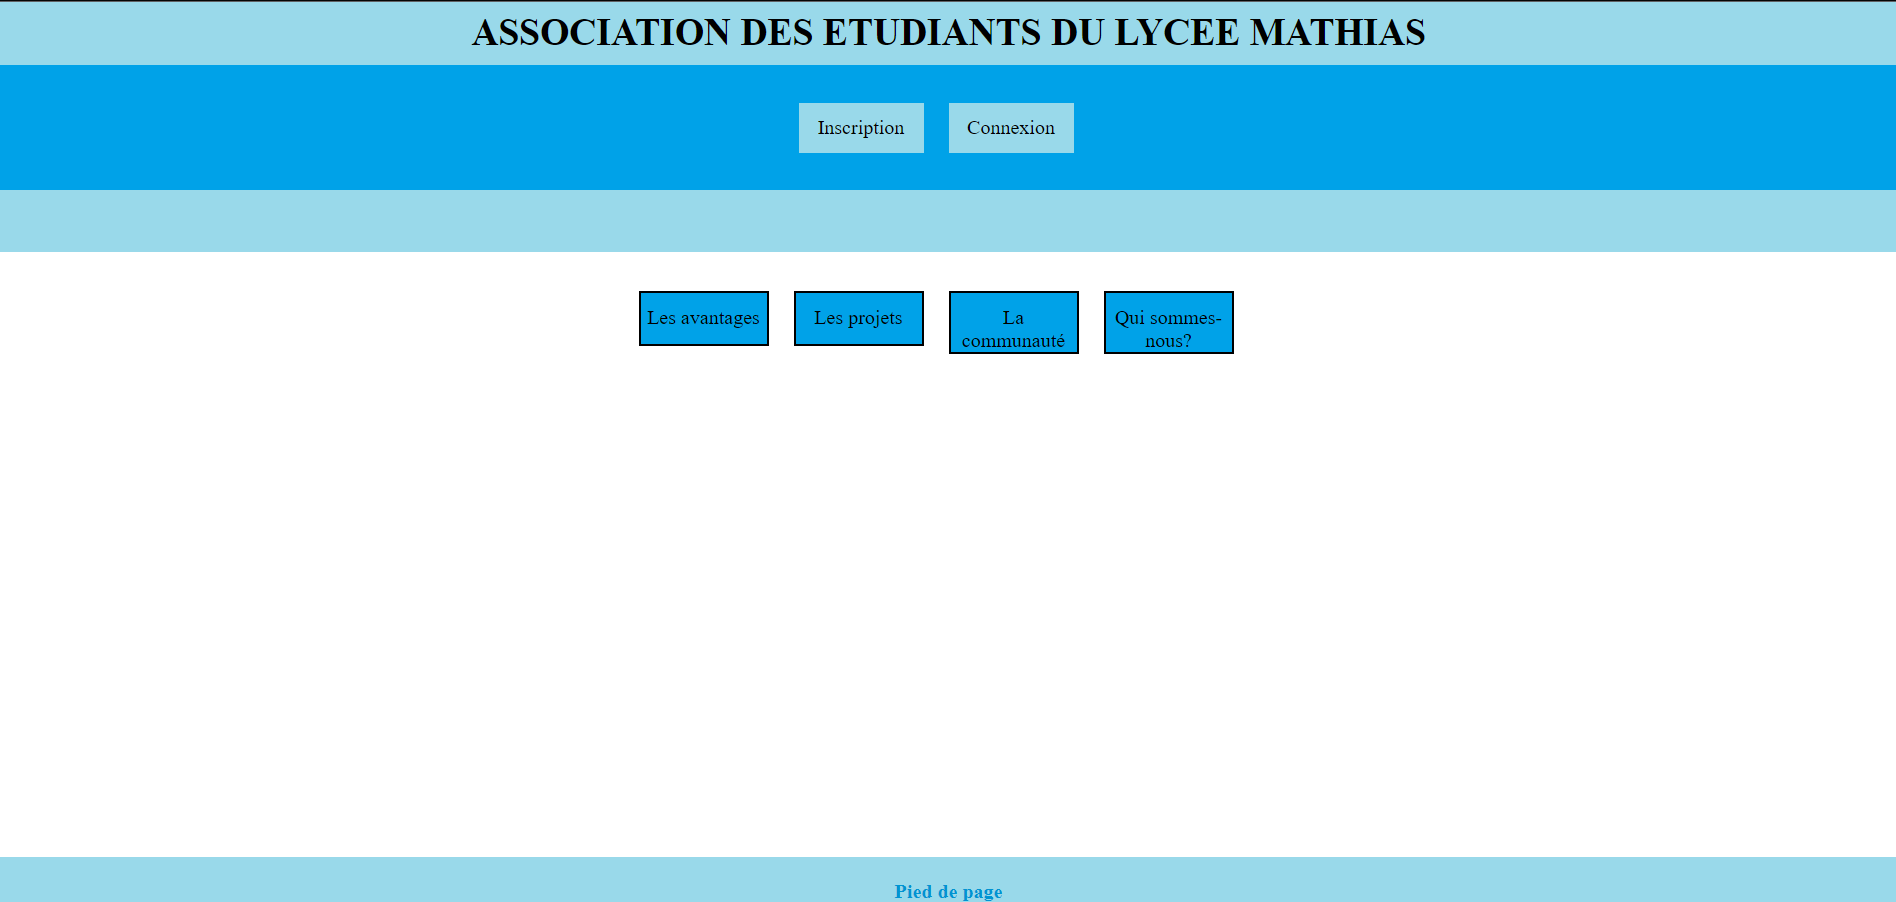 ASSOCIATION DES ETUDIANTS DU LYCEE MATHIAS
Inscription
Connexion
Les avantages
Les projets
La
communauté
Qui sommes-
nous?
Pied de page